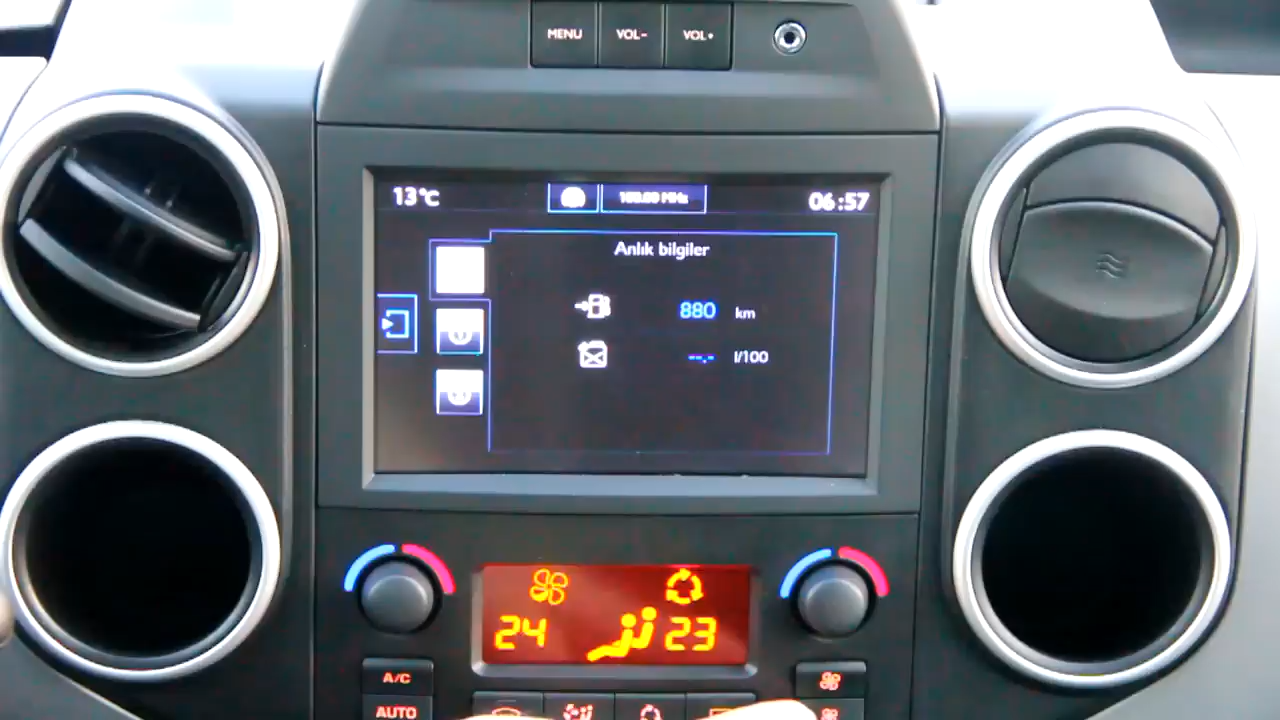 MENU VOL- VOL+
13°C 06:57
Anlık bilgiler
880 km
--.- l/100
24 23
A/C
AUTO